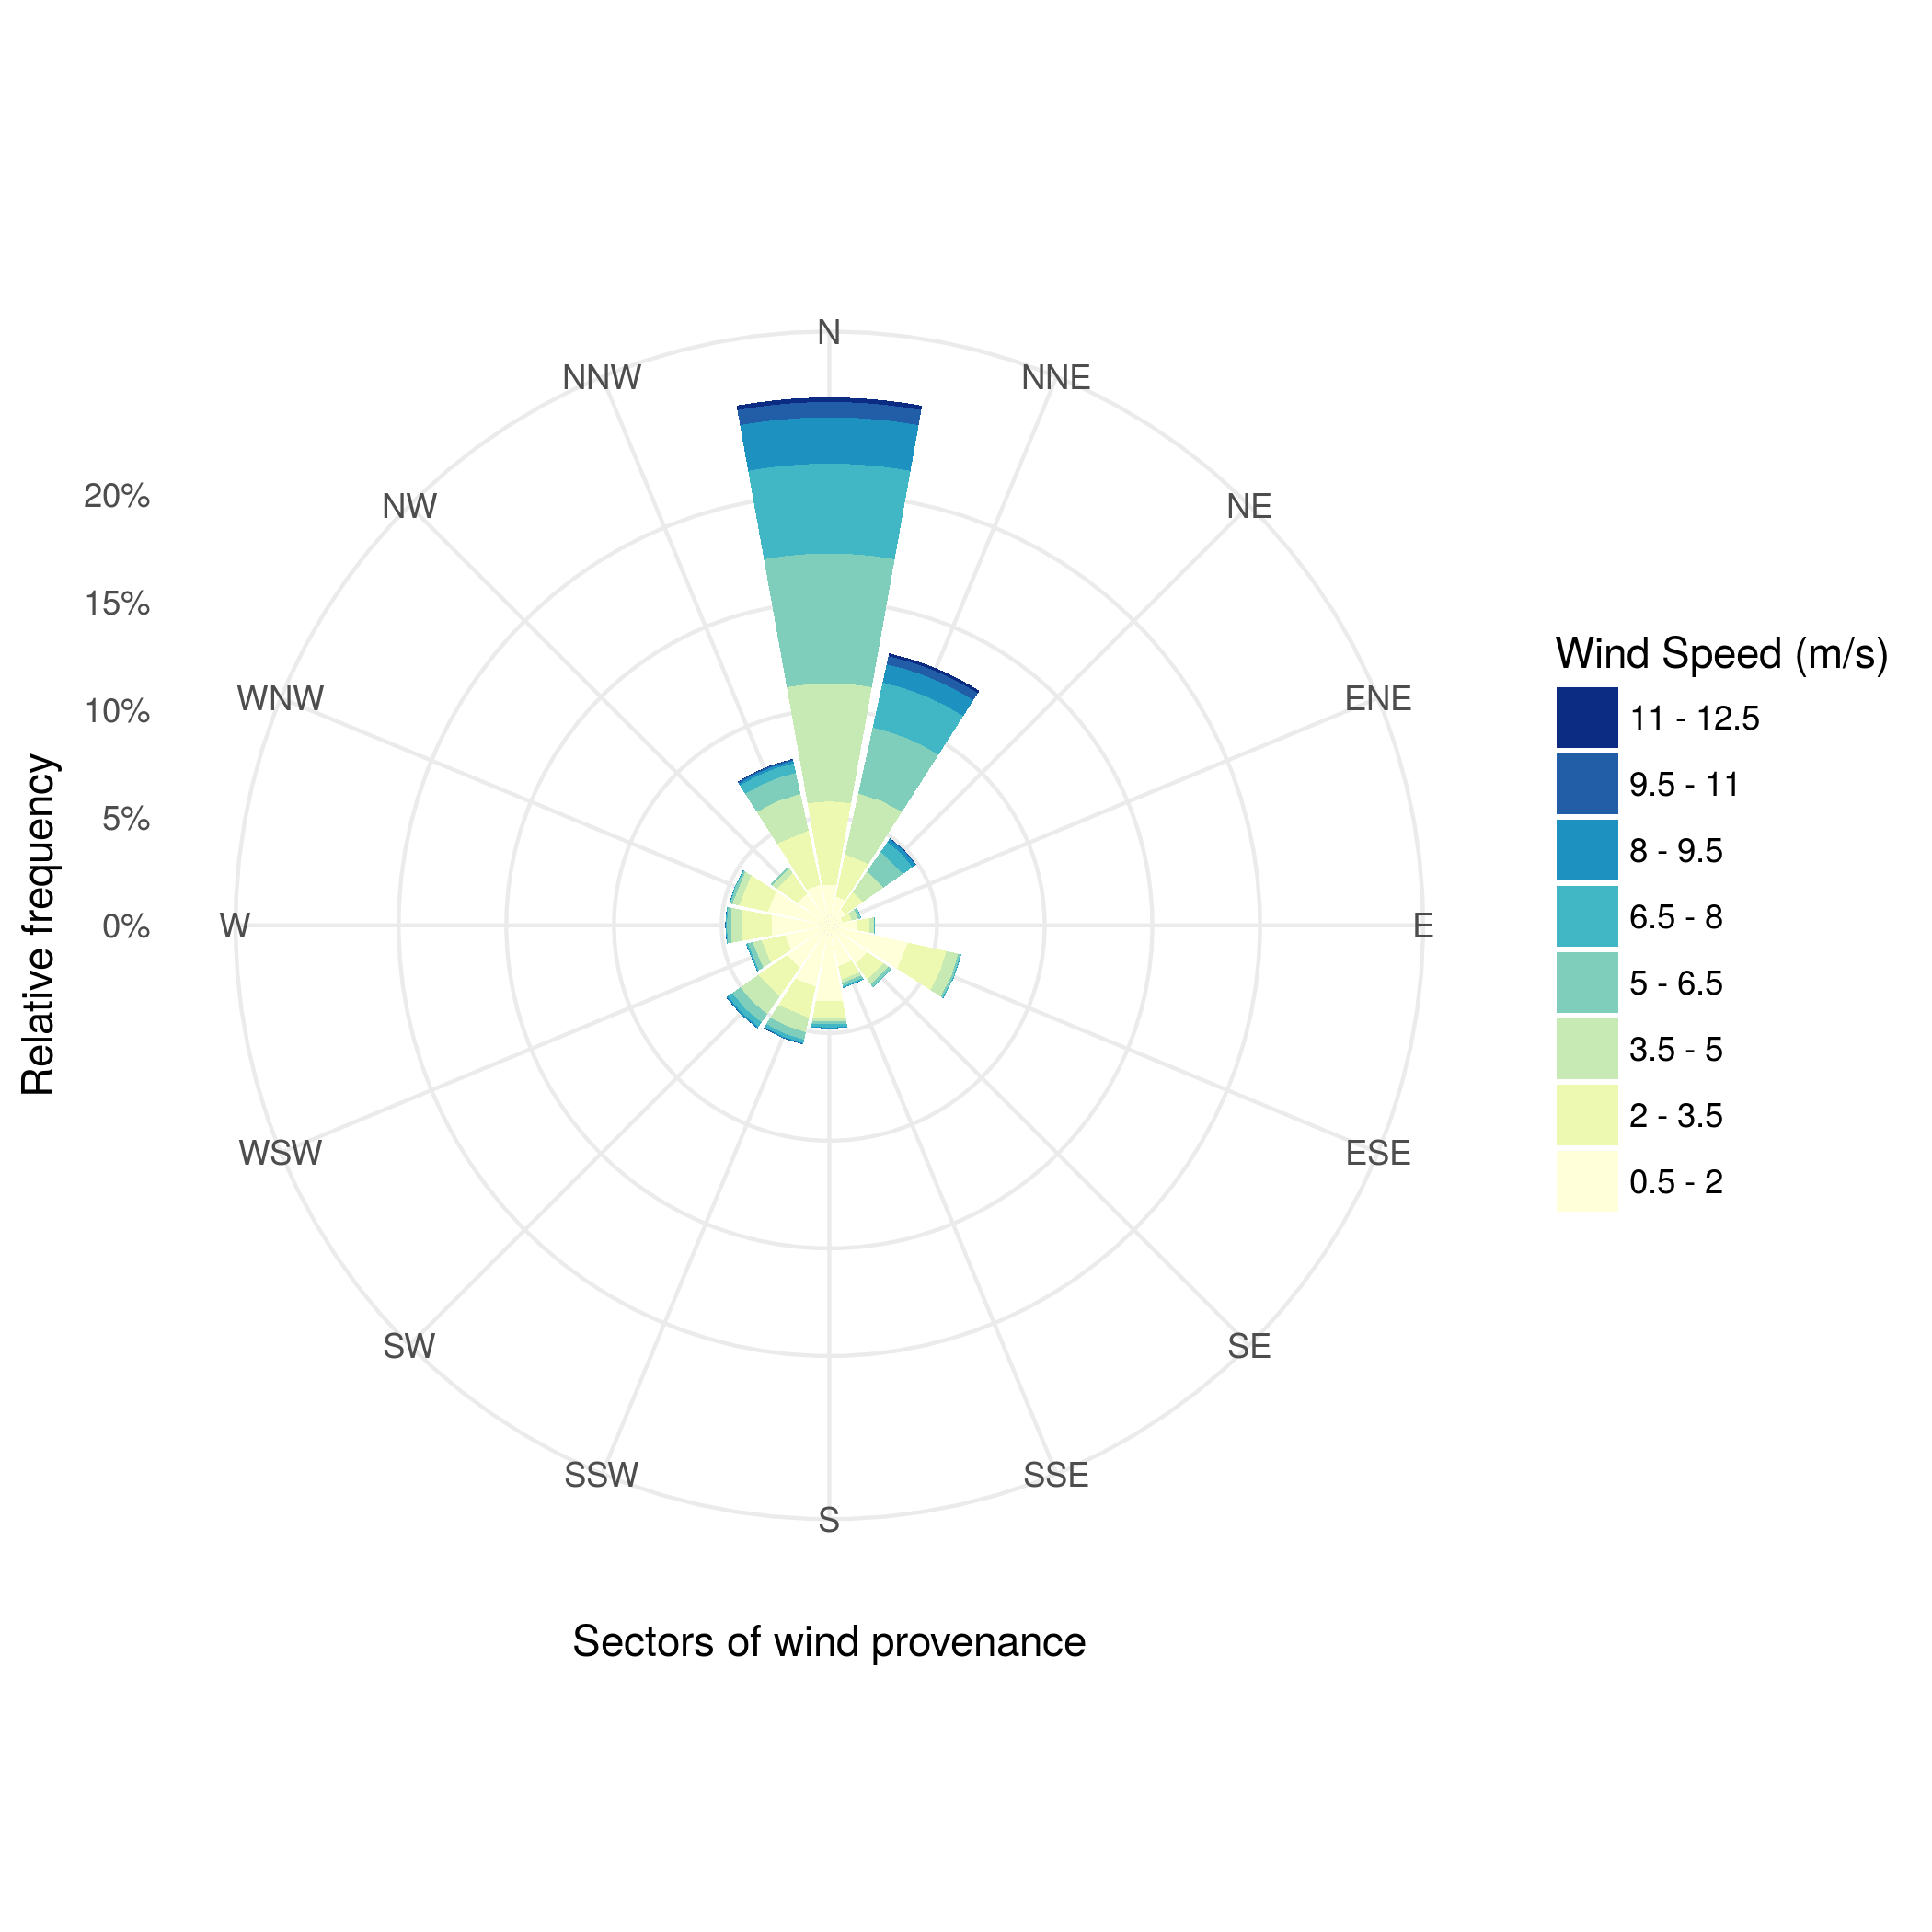 N
NNW
NNE
NW
NE
20%
15%
WNW
ENE
10%
5%
W
E
0%
WSW
ESE
SW
SE
SSW
SSE
S
Relative frequency
Sectors of wind provenance
Wind Speed (m/s)
11 - 12.5
9.5 - 11
8 - 9.5
6.5 - 8
5 - 6.5
3.5 - 5
2 - 3.5
0.5 - 2